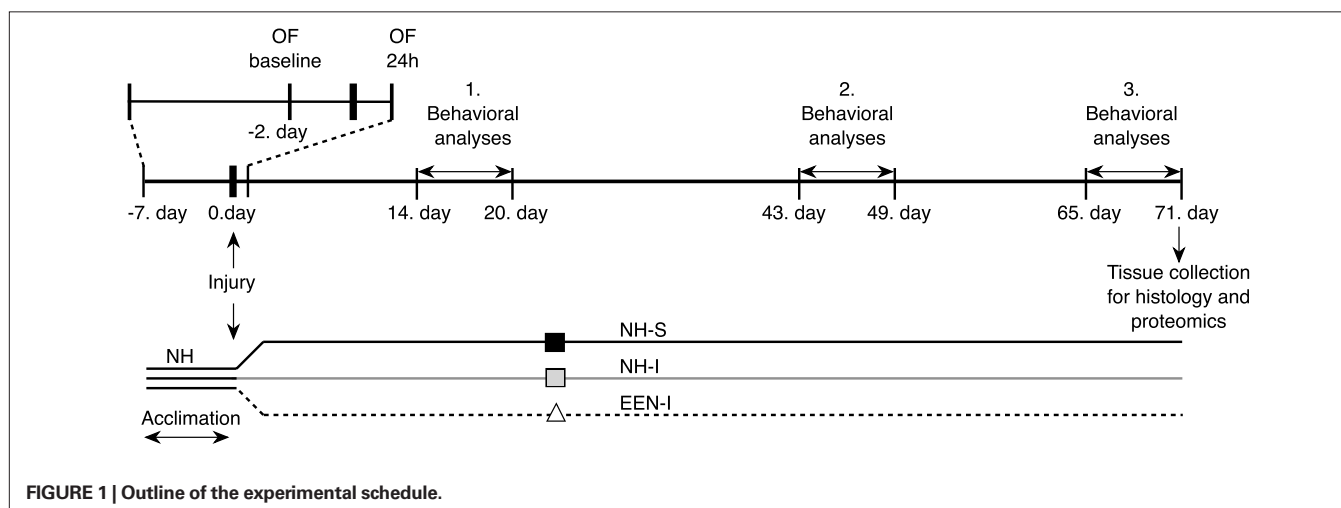 OF
baseline
OF
24h
-2. day
1.
Behavioral
analyses
2.
Behavioral
analyses
3.
Behavioral
analyses
-7. day
0.day
14. day
20. day
43. day
49. day
65. day
71. day
Injury
Tissue collection
for histology and
proteomics
NH
NH-S
NH-I
EEN-I
Acclimation
FIGURE 1 | Outline of the experimental schedule.